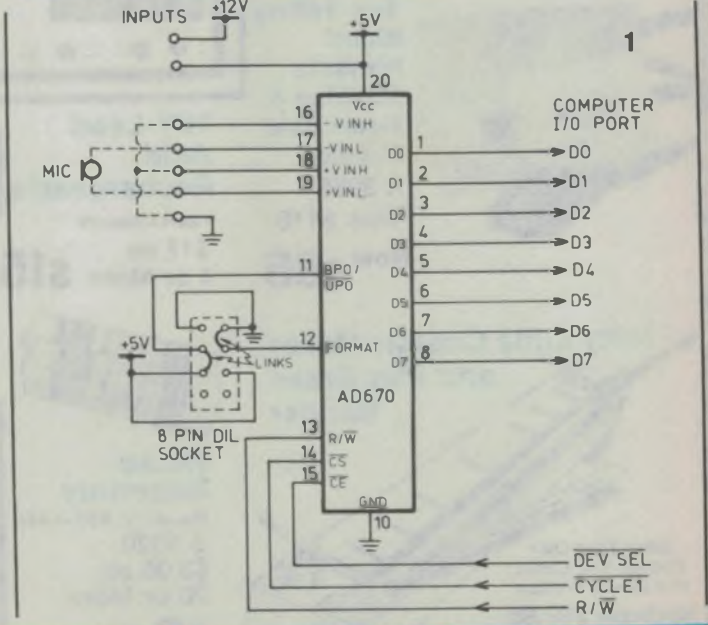 INPUTS
+12V
+5V
1
20
Vcc
COMPUTER
I/O PORT
16
-VINH
17
-VINL
18
+VINH
19
+VINL
MIC
D0
1
D0
D1
2
D1
D2
3
D2
D3
4
D3
D4
5
D4
D5
6
D5
D6
7
D6
D7
8
D7
11
BPO/
UPO
+5V
LINKS
12
FORMAT
AD670
8 PIN DIL
SOCKET
13
R/W
14
CS
15
CE
GND
10
DEV SEL
CYCLE1
R/W